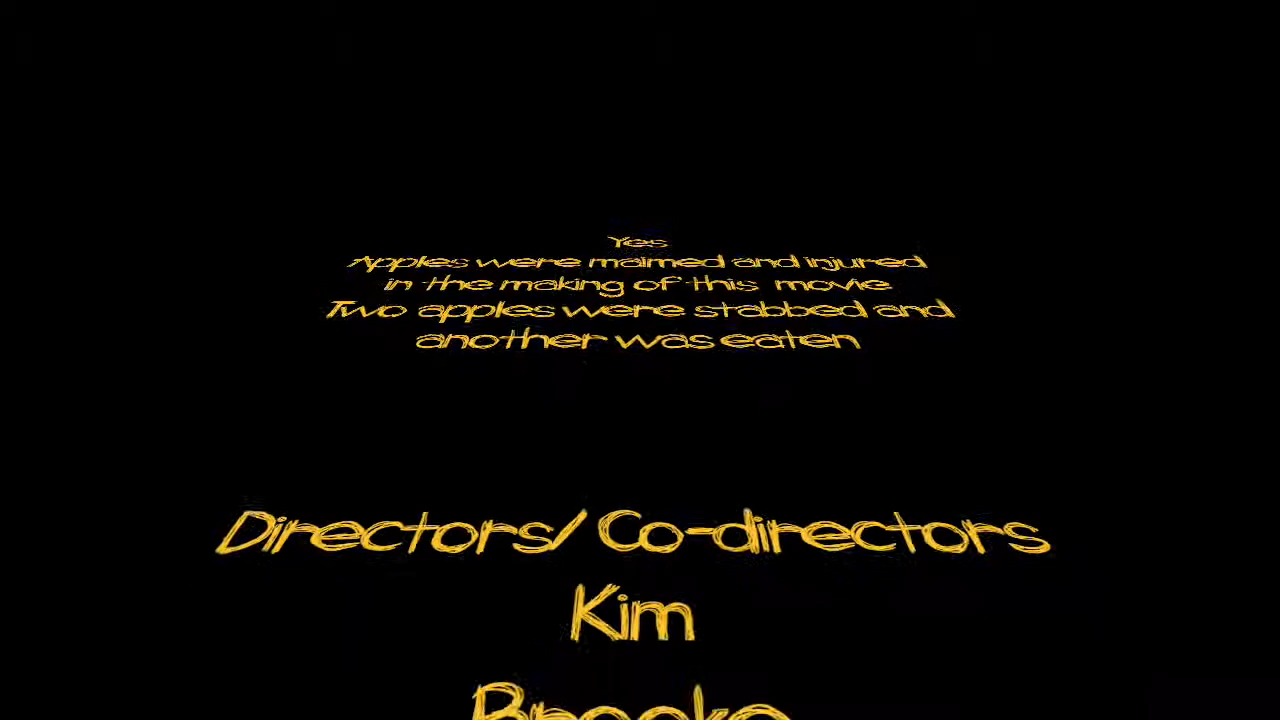 Yes
Apples were maimed and injured
in the making of this movie
Two apples were stabbed and
another was eaten
Directors/ Co-directors
Kim
Brooke